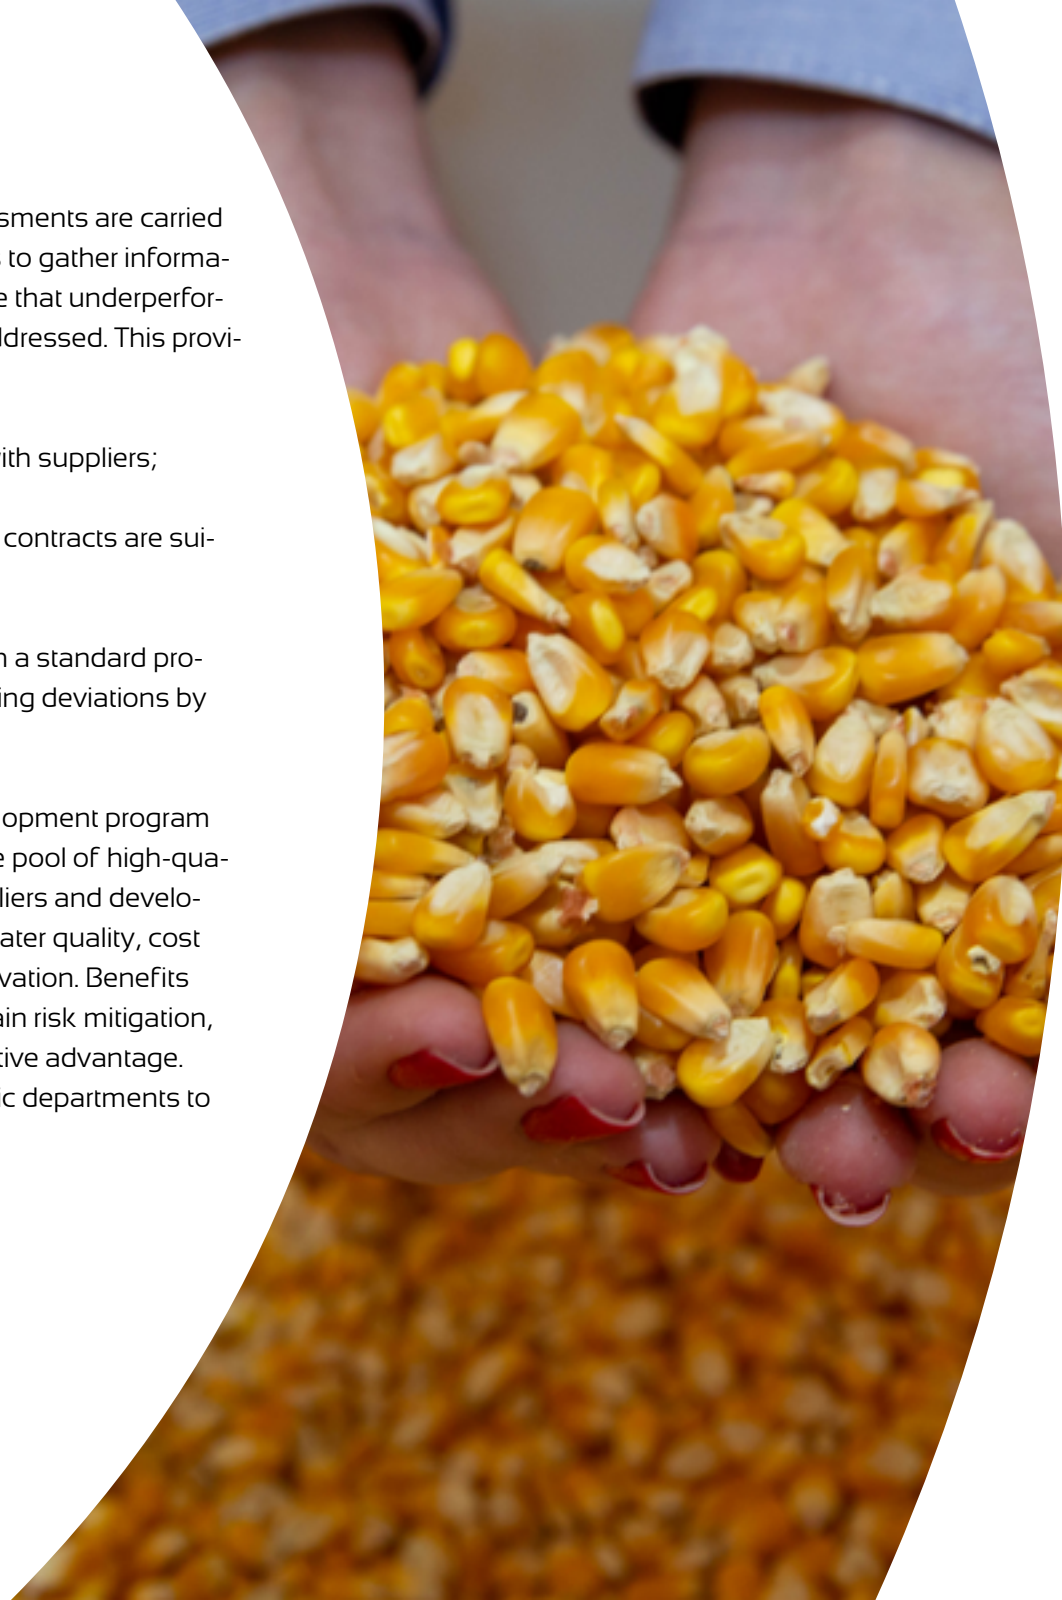 sments are carried
to gather informa-
that underperfor-
ddressed. This provi-
ith suppliers;
contracts are sui-
a standard pro-
ing deviations by
opment program
pool of high-qua-
liers and develo-
ater quality, cost
vation. Benefits
ain risk mitigation,
tive advantage.
ic departments to